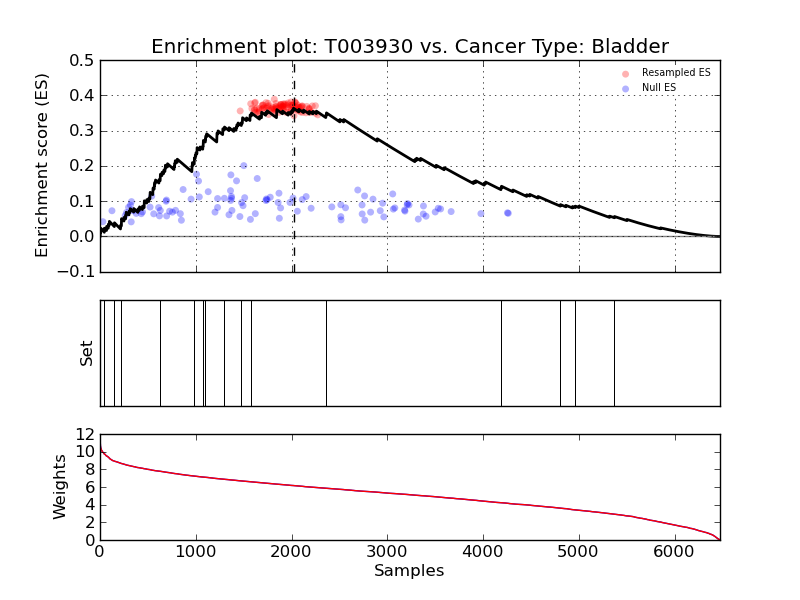 Enrichment plot: T003930 vs. Cancer Type: Bladder
Enrichment score (ES)
0.5
0.4
0.3
0.2
0.1
0.0
−0.1
Resampled ES
Null ES
Set
Weights
12
10
8
6
4
2
0
0 1000 2000 3000 4000 5000 6000
Samples